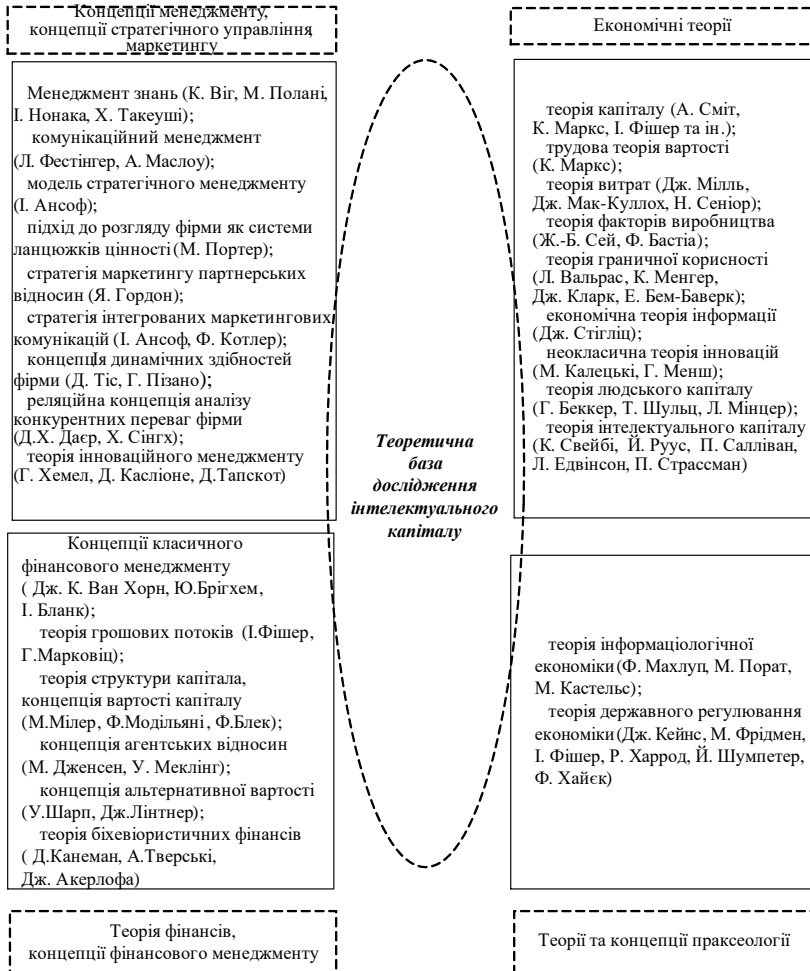 Концепції менеджменту,
концепції стратегічного управління,
маркетингу
Менеджмент знань (К. Віг, М. Полані,
І. Нонака, Х. Такеуші);
комунікаційний менеджмент
(Л. Фестінгер, А. Маслоу);
модель стратегічного менеджменту
(І. Ансоф);
підхід до розгляду фірми як системи
ланцюжків цінності (М. Портер);
стратегія маркетингу партнерських
відносин (Я. Гордон);
стратегія інтегрованих маркетингових
комунікацій (І. Ансоф, Ф. Котлер);
концепція динамічних здібностей
фірми (Д. Тіс, Г. Пізано);
реляційна концепція аналізу
конкурентних переваг фірми
(Д.Х. Даєр, Х. Сінгх);
теорія інноваційного менеджменту
(Г. Хемел, Д. Касліоне, Д.Тапскот)
Концепції класичного
фінансового менеджменту
( Дж. К. Ван Хорн, Ю.Брігхем,
І. Бланк);
теорія грошових потоків (І.Фішер,
Г.Марковіц);
теорія структури капітала,
концепція вартості капіталу
(М.Мілер, Ф.Модільяні, Ф.Блек);
концепція агентських відносин
(М. Дженсен, У. Меклінг);
концепція альтернативної вартості
(У.Шарп, Дж.Лінтнер);
теорія біхевіористичних фінансів
( Д.Канеман, А.Тверські,
Дж. Акерлофа)
Теорія фінансів,
концепції фінансового менеджменту
Теоретична
база
дослідження
інтелектуального
капіталу
Економічні теорії
теорія капіталу (А. Сміт,
К. Маркс, І. Фішер та ін.);
трудова теорія вартості
(К. Маркс);
теорія витрат (Дж. Мілль,
Дж. Мак-Куллох, Н. Сеніор);
теорія факторів виробництва
(Ж.-Б. Сей, Ф. Бастіа);
теорія граничної корисності
(Л. Вальрас, К. Менгер,
Дж. Кларк, Е. Бем-Баверк);
економічна теорія інформації
(Дж. Стігліц);
неокласична теорія інновацій
(М. Калецькі, Г. Менш);
теорія людського капіталу
(Г. Беккер, Т. Шульц, Л. Мінцер);
теорія інтелектуального капіталу
(К. Свейбі, Й. Руус, П. Салліван,
Л. Едвінсон, П. Страссман)
теорія інформаціологічної
економіки (Ф. Махлуп, М. Порат,
М. Кастельс);
теорія державного регулювання
економіки (Дж. Кейнс, М. Фрідмен,
І. Фішер, Р. Харрод, Й. Шумпетер,
Ф. Хайєк)
Теорії та концепції праксеології